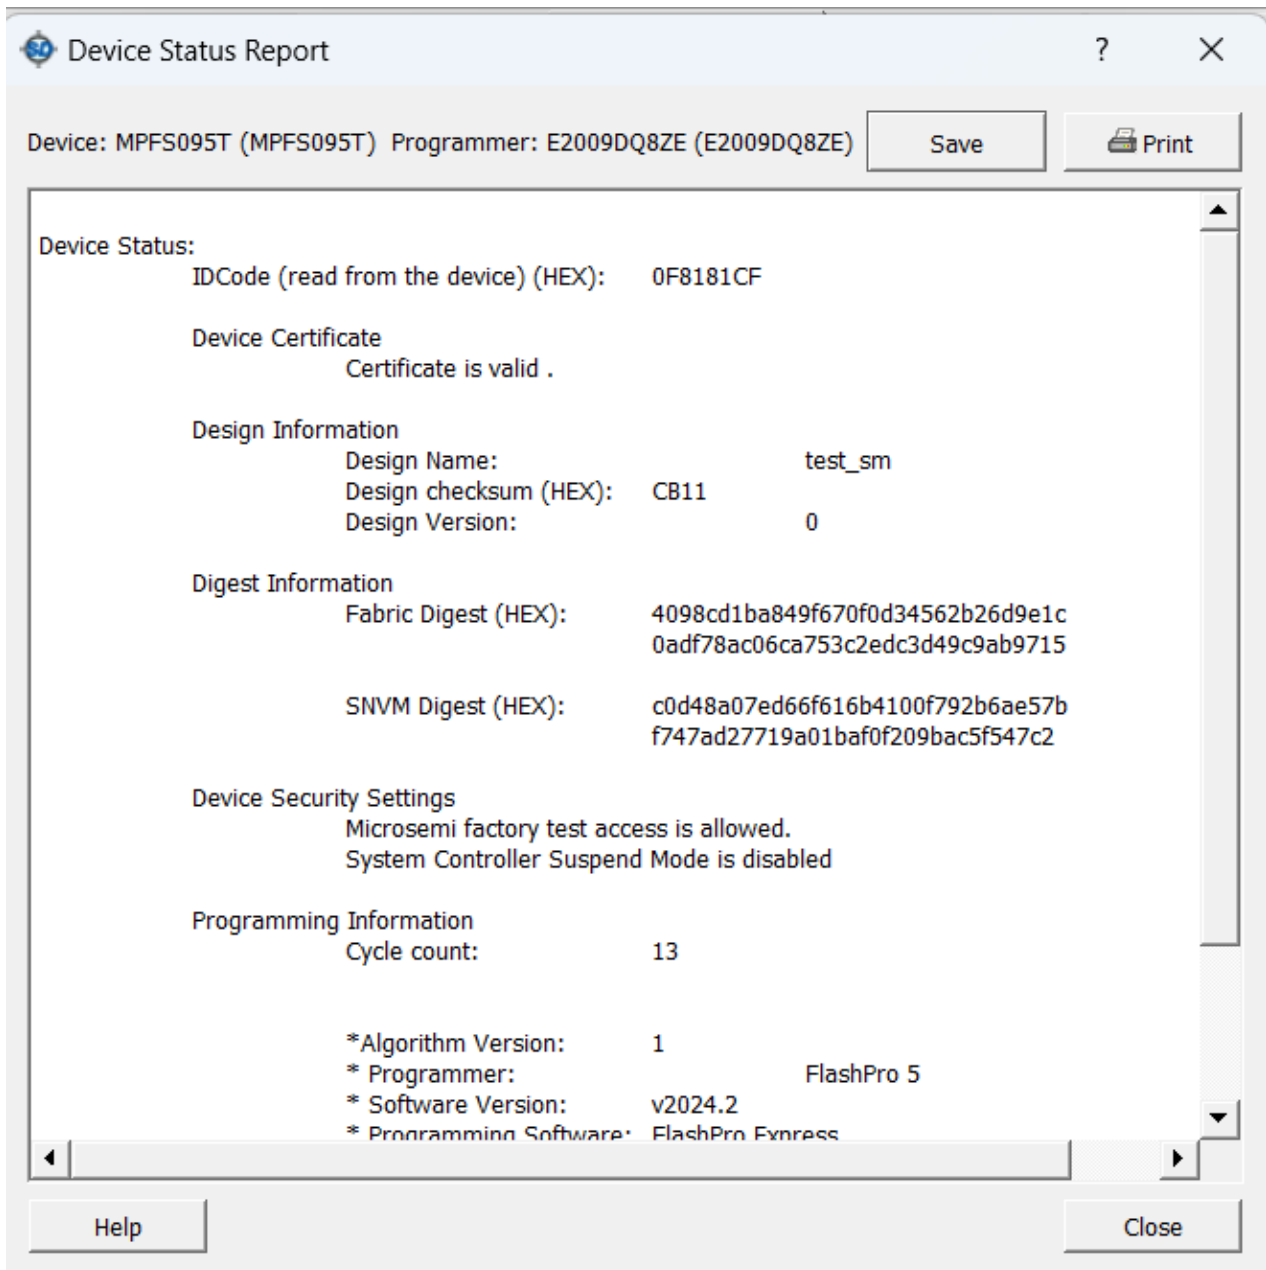 Device Status Report
Device: MPFS095T (MPFS095T) Programmer: E2009DQ8ZE (E2009DQ8ZE) Save Print
Device Status:
IDCode (read from the device) (HEX): 0F8181CF
Device Certificate
Certificate is valid .
Design Information
Design Name: test_sm
Design checksum (HEX): CB11
Design Version: 0
Digest Information
Fabric Digest (HEX): 4098cd1ba849f670f0d34562b26d9e1c
0adf78ac06ca753c2edc3d49c9ab9715
SNVM Digest (HEX): c0d48a07ed66f616b4100f792b6ae57b
f747ad27719a01baf0f209bac5f547c2
Device Security Settings
Microsemi factory test access is allowed.
System Controller Suspend Mode is disabled
Programming Information
Cycle count: 13
*Algorithm Version: 1
* Programmer: FlashPro 5
* Software Version: v2024.2
* Programming Software: FlashPro Express
Help Close